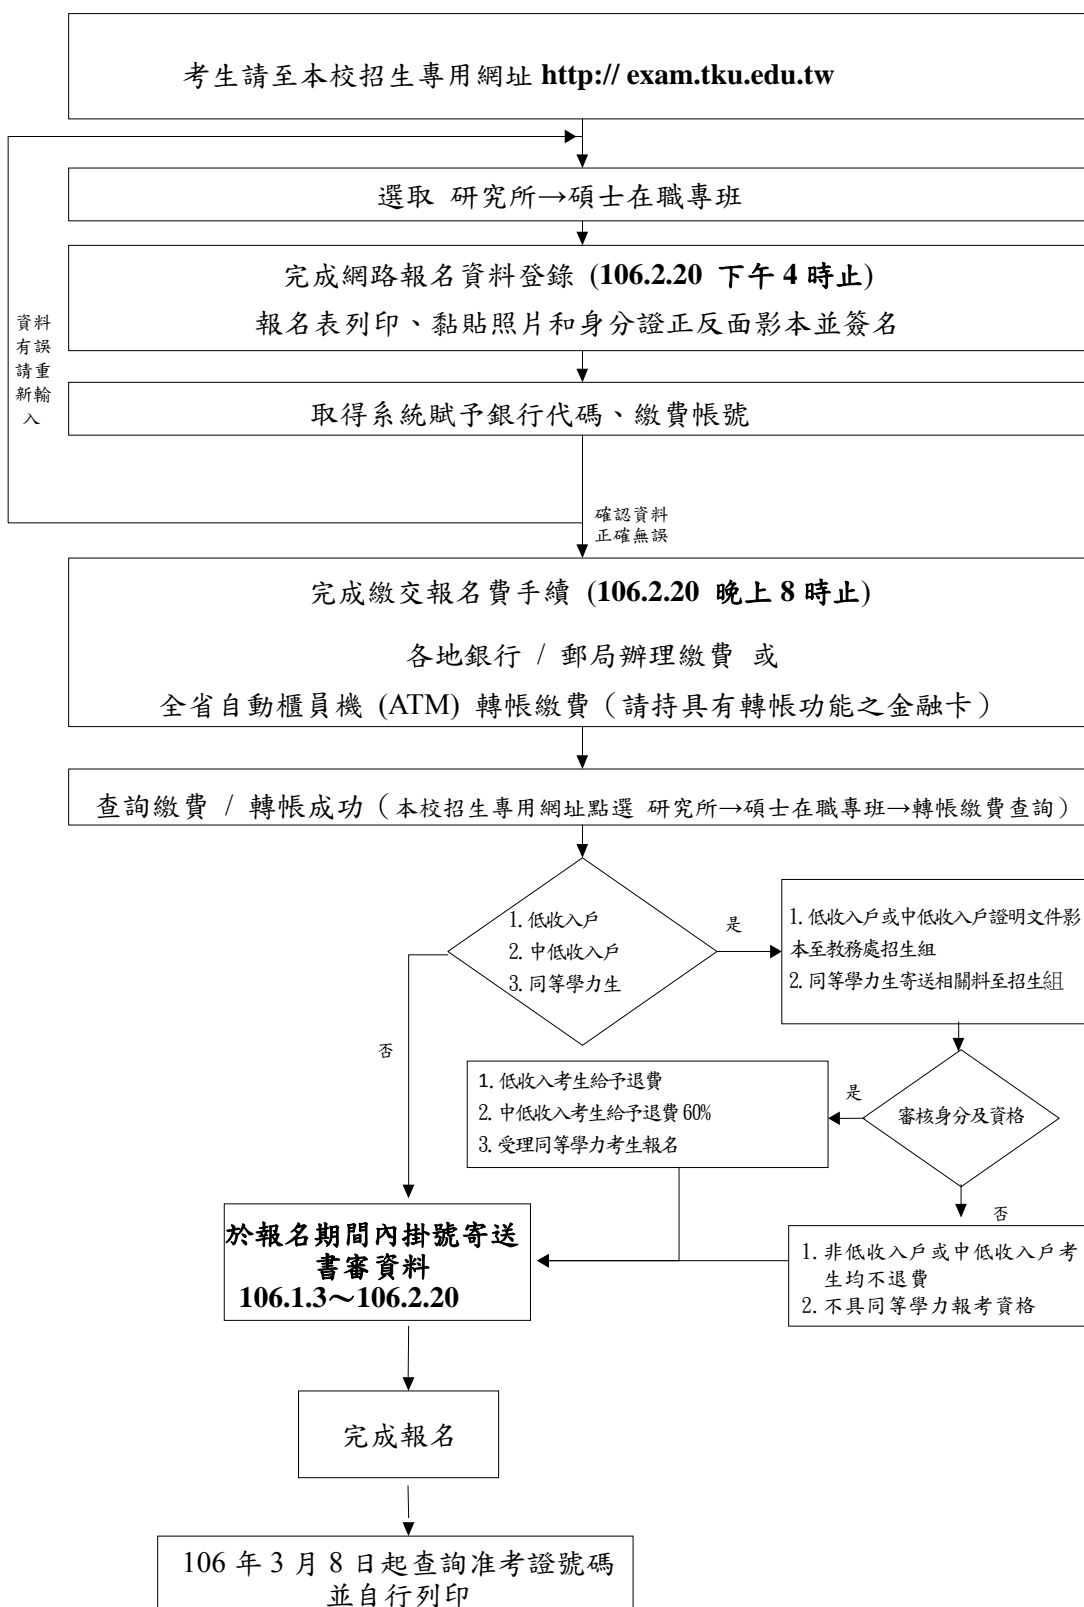 考生請至本校招生專用網址 http:// exam.tku.edu.tw
選取 研究所→碩士在職專班
完成網路報名資料登錄 (106.2.20 下午 4 時止)
報名表列印、黏貼照片和身分證正反面影本並簽名
資料
有誤
請重
新輸
入
取得系統賦予銀行代碼、繳費帳號
確認資料
正確無誤
完成繳交報名費手續 (106.2.20 晚上 8 時止)
各地銀行 / 郵局辦理繳費 或
全省自動櫃員機 (ATM) 轉帳繳費（請持具有轉帳功能之金融卡）
查詢繳費 / 轉帳成功（本校招生專用網址點選 研究所→碩士在職專班→轉帳繳費查詢）
1. 低收入戶
2. 中低收入戶
3. 同等學力生
是
1. 低收入戶或中低收入戶證明文件影
本至教務處招生組
2. 同等學力生寄送相關料至招生組
否
1. 低收入考生給予退費
2. 中低收入考生給予退費 60%
3. 受理同等學力考生報名
是
審核身分及資格
否
於報名期間內掛號寄送
書審資料
106.1.3～106.2.20
1. 非低收入戶或中低收入戶考
生均不退費
2. 不具同等學力報考資格
完成報名
106 年 3 月 8 日起查詢准考證號碼
並自行列印